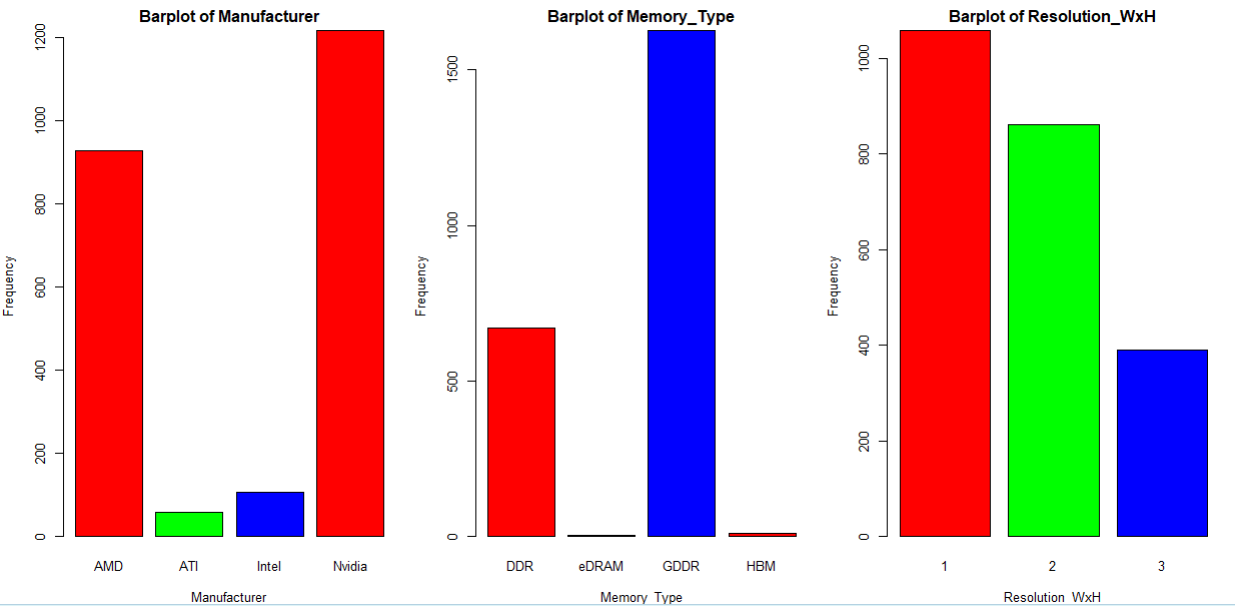 Barplot of Manufacturer
Frequency
0
200
400
600
800
1000
1200
AMD ATI Intel Nvidia
Manufacturer
Barplot of Memory_Type
Frequency
0
500
1000
1500
DDR eDRAM GDDR HBM
Memory_Type
Barplot of Resolution_WxH
Frequency
0
200
400
600
800
1000
1 2 3
Resolution_WxH